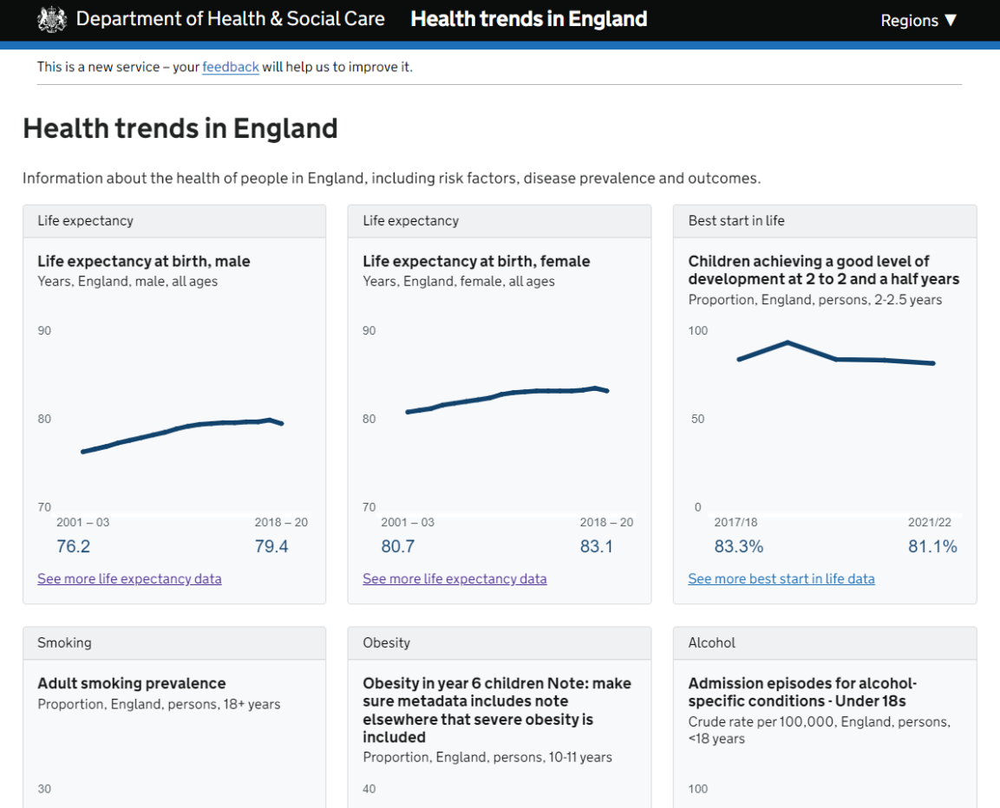 Department of Health & Social Care Health trends in England Regions ▼
This is a new service – your feedback will help us to improve it.
Health trends in England
Information about the health of people in England, including risk factors, disease prevalence and outcomes.
Life expectancy
Life expectancy at birth, male
Years, England, male, all ages
90
80
70
2001 – 03 2018 – 20
76.2 79.4
See more life expectancy data
Life expectancy
Life expectancy at birth, female
Years, England, female, all ages
90
80
70
2001 – 03 2018 – 20
80.7 83.1
See more life expectancy data
Best start in life
Children achieving a good level of
development at 2 to 2 and a half years
Proportion, England, persons, 2-2.5 years
100
50
0
2017/18 2021/22
83.3% 81.1%
See more best start in life data
Smoking
Adult smoking prevalence
Proportion, England, persons, 18+ years
30
Obesity
Obesity in year 6 children Note: make
sure metadata includes note
elsewhere that severe obesity is
included
Proportion, England, persons, 10-11 years
40
Alcohol
Admission episodes for alcohol-
specific conditions - Under 18s
Crude rate per 100,000, England, persons,
<18 years
100